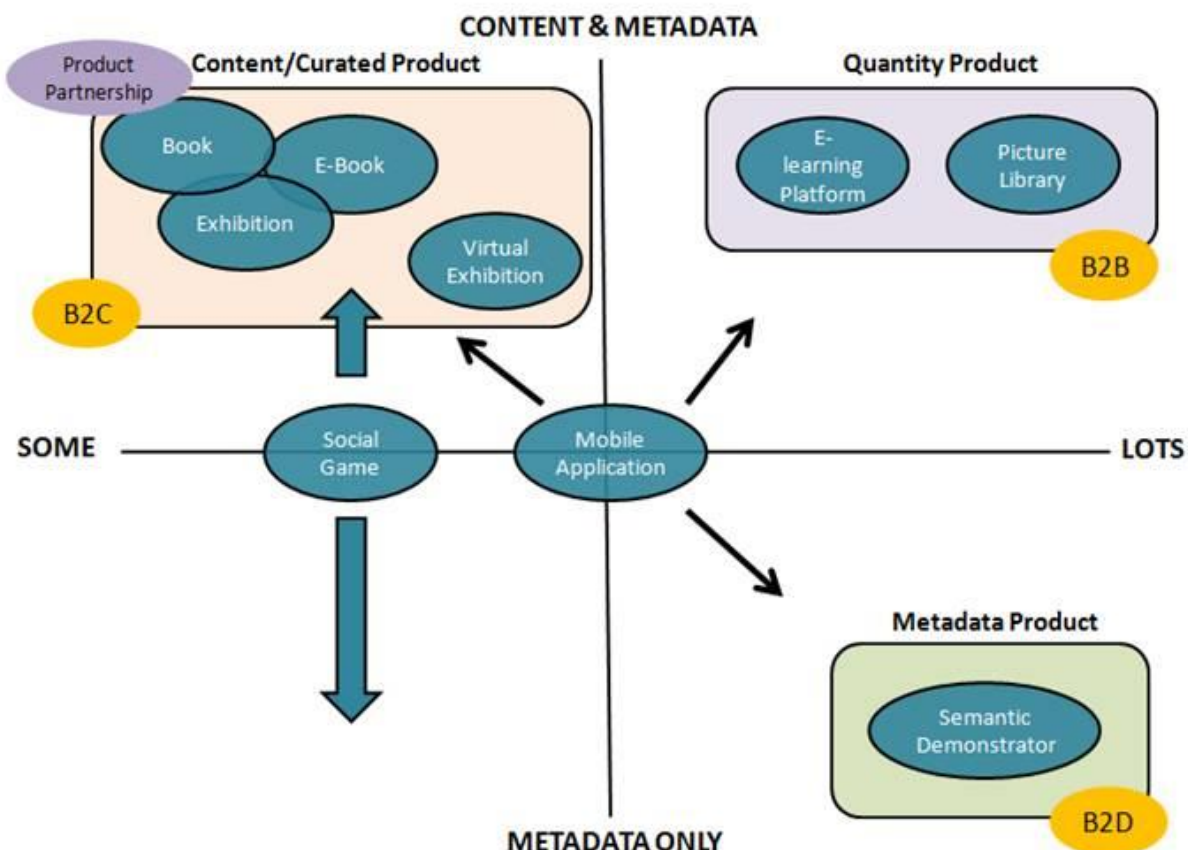 CONTENT & METADATA
Product
Partnership
Content/Curated Product
Quantity Product
Book
E-Book
Exhibition
Virtual
Exhibition
B2C
E-
learning
Platform
Picture
Library
B2B
SOME
Social
Game
Mobile
Application
LOTS
Metadata Product
Semantic
Demonstrator
B2D
METADATA ONLY